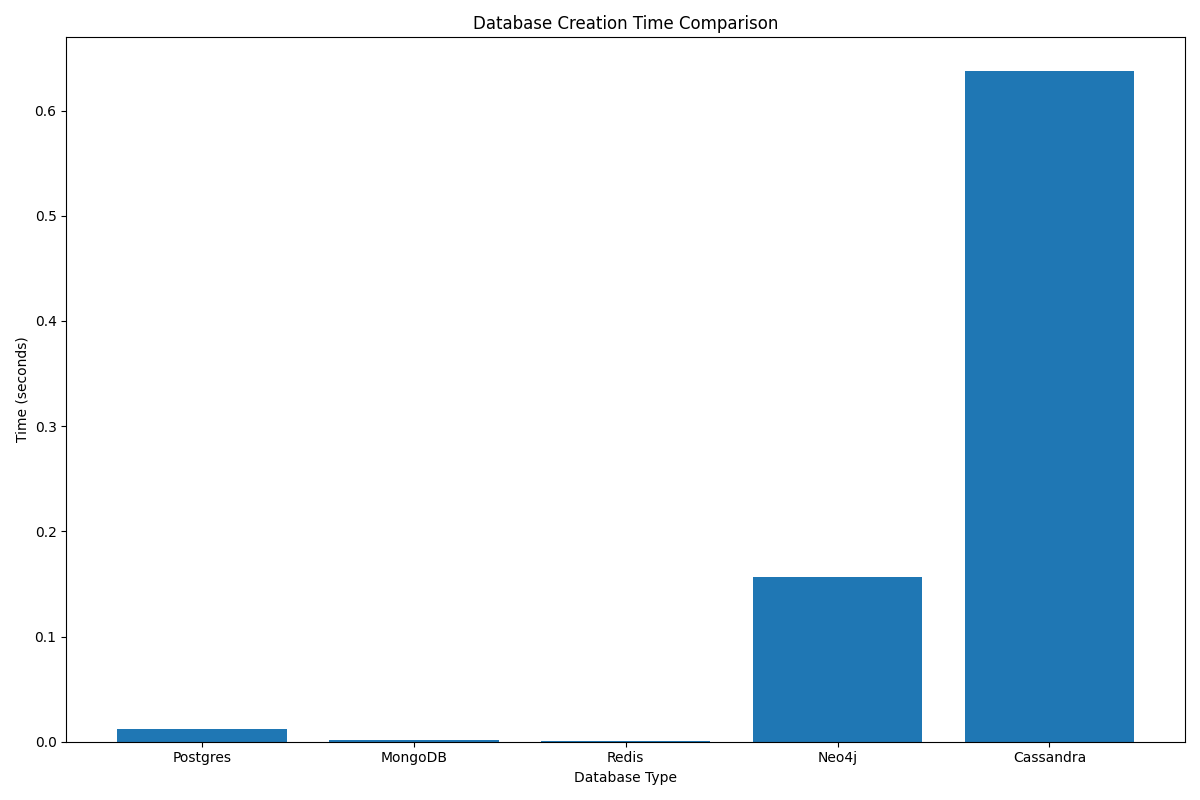 Database Creation Time Comparison
Time (seconds)
0.6
0.5
0.4
0.3
0.2
0.1
0.0
Postgres MongoDB Redis Neo4j Cassandra
Database Type